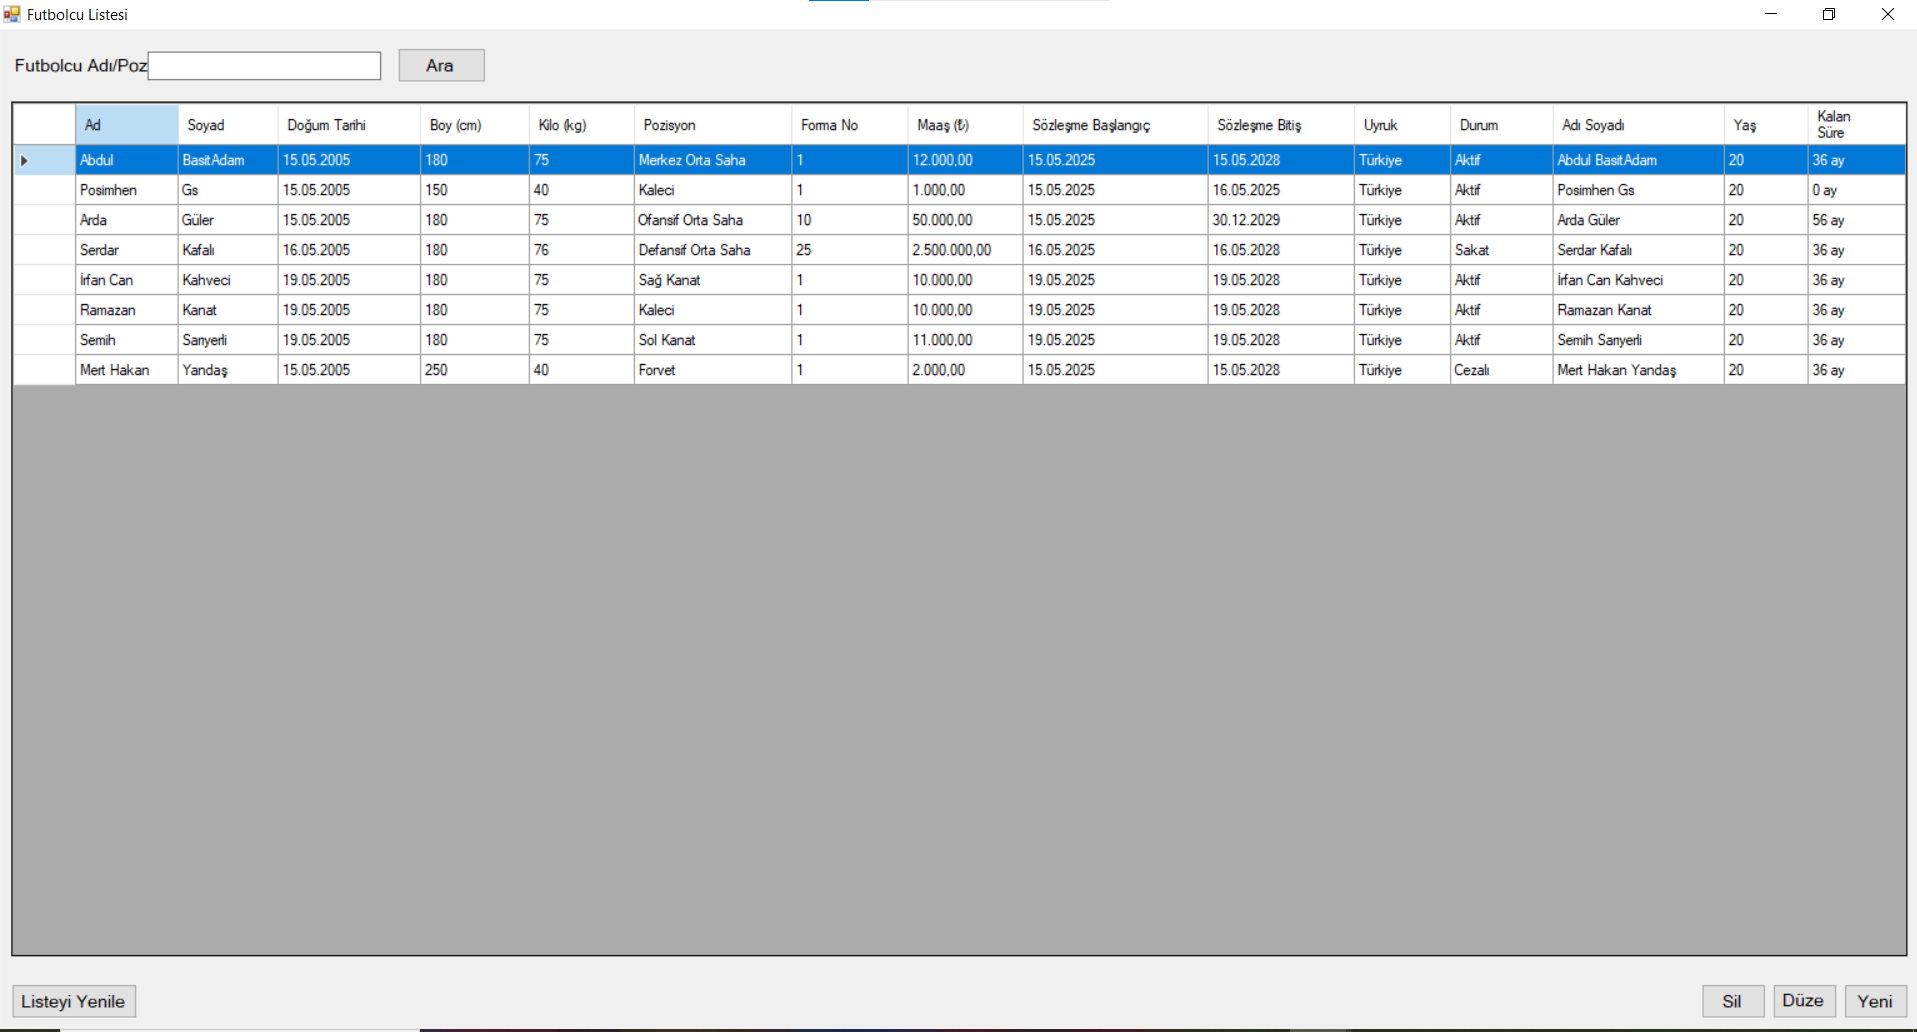 Futbolcu Listesi
Futbolcu Adı/Poz Ara
Ad Soyad Doğum Tarihi Boy (cm) Kilo (kg) Pozisyon Forma No Maaş (₺) Sözleşme Başlangıç Sözleşme Bitiş Uyruk Durum Adı Soyadı Yaş Kalan Süre
Abdul BasitAdam 15.05.2005 180 75 Merkez Orta Saha 1 12.000,00 15.05.2025 15.05.2028 Türkiye Aktif Abdul BasitAdam 20 36 ay
Posimhen Gs 15.05.2005 150 40 Kaleci 1 1.000,00 15.05.2025 16.05.2025 Türkiye Aktif Posimhen Gs 20 0 ay
Arda Güler 15.05.2005 180 75 Ofansif Orta Saha 10 50.000,00 15.05.2025 30.12.2029 Türkiye Aktif Arda Güler 20 56 ay
Serdar Kafalı 16.05.2005 180 76 Defansif Orta Saha 25 2.500.000,00 16.05.2025 16.05.2028 Türkiye Sakat Serdar Kafalı 20 36 ay
İrfan Can Kahveci 19.05.2005 180 75 Sağ Kanat 1 10.000,00 19.05.2025 19.05.2028 Türkiye Aktif İrfan Can Kahveci 20 36 ay
Ramazan Kanat 19.05.2005 180 75 Kaleci 1 10.000,00 19.05.2025 19.05.2028 Türkiye Aktif Ramazan Kanat 20 36 ay
Semih Sarıyerli 19.05.2005 180 75 Sol Kanat 1 11.000,00 19.05.2025 19.05.2028 Türkiye Aktif Semih Sarıyerli 20 36 ay
Mert Hakan Yandaş 15.05.2005 250 40 Forvet 1 2.000,00 15.05.2025 15.05.2028 Türkiye Cezalı Mert Hakan Yandaş 20 36 ay
Listeyi Yenile Sil Düze Yeni